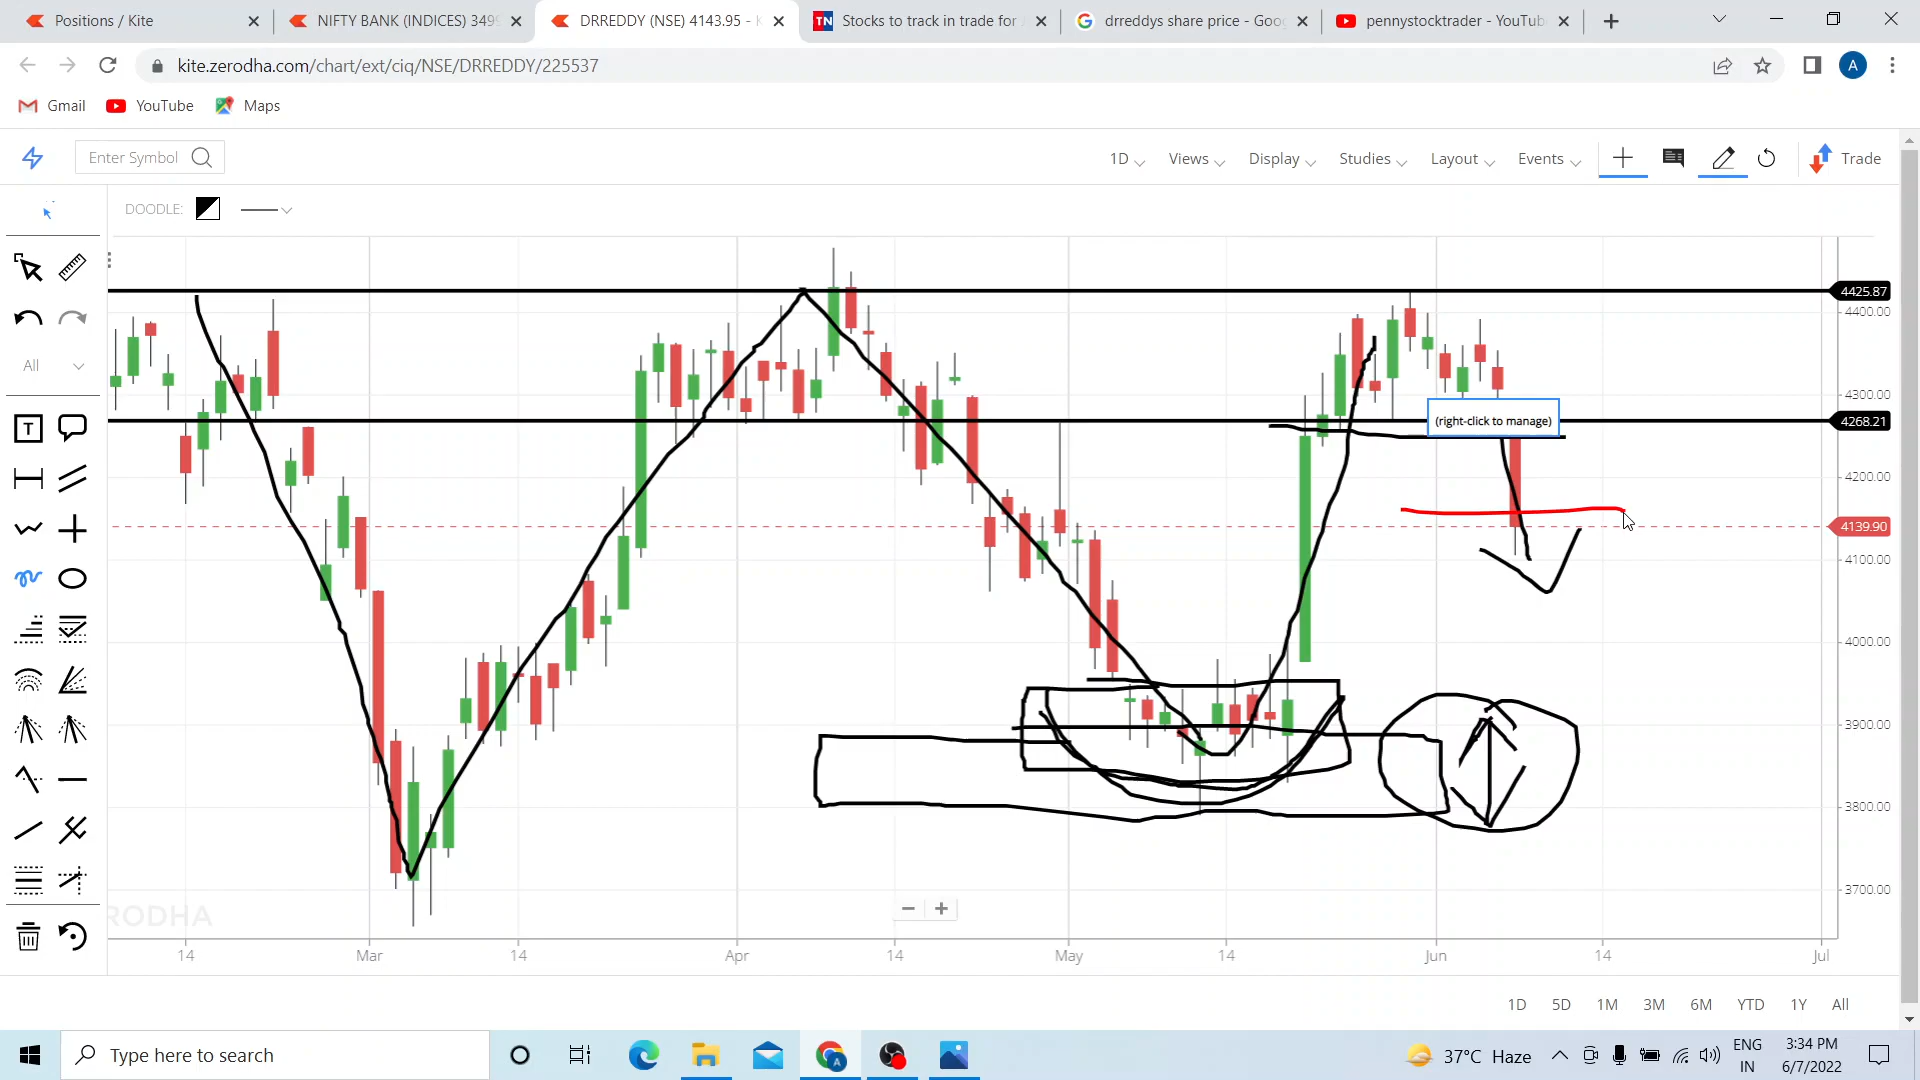 Positions / Kite
NIFTY BANK (INDICES) 349
DRREDDY (NSE) 4143.95 - K
TN
Stocks to track in trade for
drreddys share price - Goo
pennystocktrader - YouTub
kite.zerodha.com/chart/ext/ciq/NSE/DRREDDY/225537
A
Gmail
YouTube
Maps
Enter Symbol
1D
Views
Display
Studies
Layout
Events
Trade
DOODLE:
All
T
4425.87
4400.00
4300.00
4268.21
(right-click to manage)
4200.00
4139.90
4100.00
4000.00
3900.00
3800.00
3700.00
RODHA
14
Mar
14
Apr
14
May
14
Jun
14
Jul
1D
5D
1M
3M
6M
YTD
1Y
All
Type here to search
A
37°C Haze
ENG
IN
3:34 PM
6/7/2022